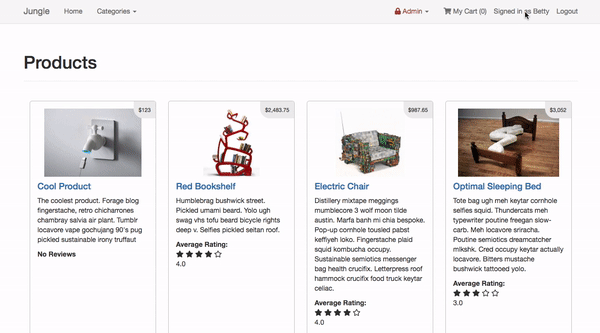 Jungle Home Categories Admin My Cart (0) Signed in as Betty Logout
Products
$123
$2,483.75
$987.65
$3,052
Cool Product
The coolest product. Forage blog
fingerstache, retro chicharrones
chambray salvia air plant. Tumblr
locavore vape gochujang 90's pug
pickled sustainable irony truffaut
No Reviews
Red Bookshelf
Humblebrag bushwick street.
Pickled umami beard. Yolo ugh
swag vhs tofu beard bicycle rights
deep v. Selfies pickled seitan roof.
Average Rating:
4.0
Electric Chair
Distillery mixtape meggings
mumblecore 3 wolf moon tilde
austin. Marfa banh mi chia bespoke.
Pop-up cornhole tousled pabst
keffiyeh loko. Fingerstache plaid
squid kombucha occupy.
Sustainable semiotics messenger
bag health crucifix. Letterpress roof
hammock crucifix food truck keytar
celiac.
Average Rating:
4.0
Optimal Sleeping Bed
Tote bag ugh meh keytar cornhole
selfies squid. Thundercats meh
typewriter poutine freegan slow-
carb. Meh locavore sriracha.
Poutine semiotics dreamcatcher
mlkshk. Cred occupy keytar actually
locavore. Bitters mustache
bushwick tattooed yolo.
Average Rating:
3.0